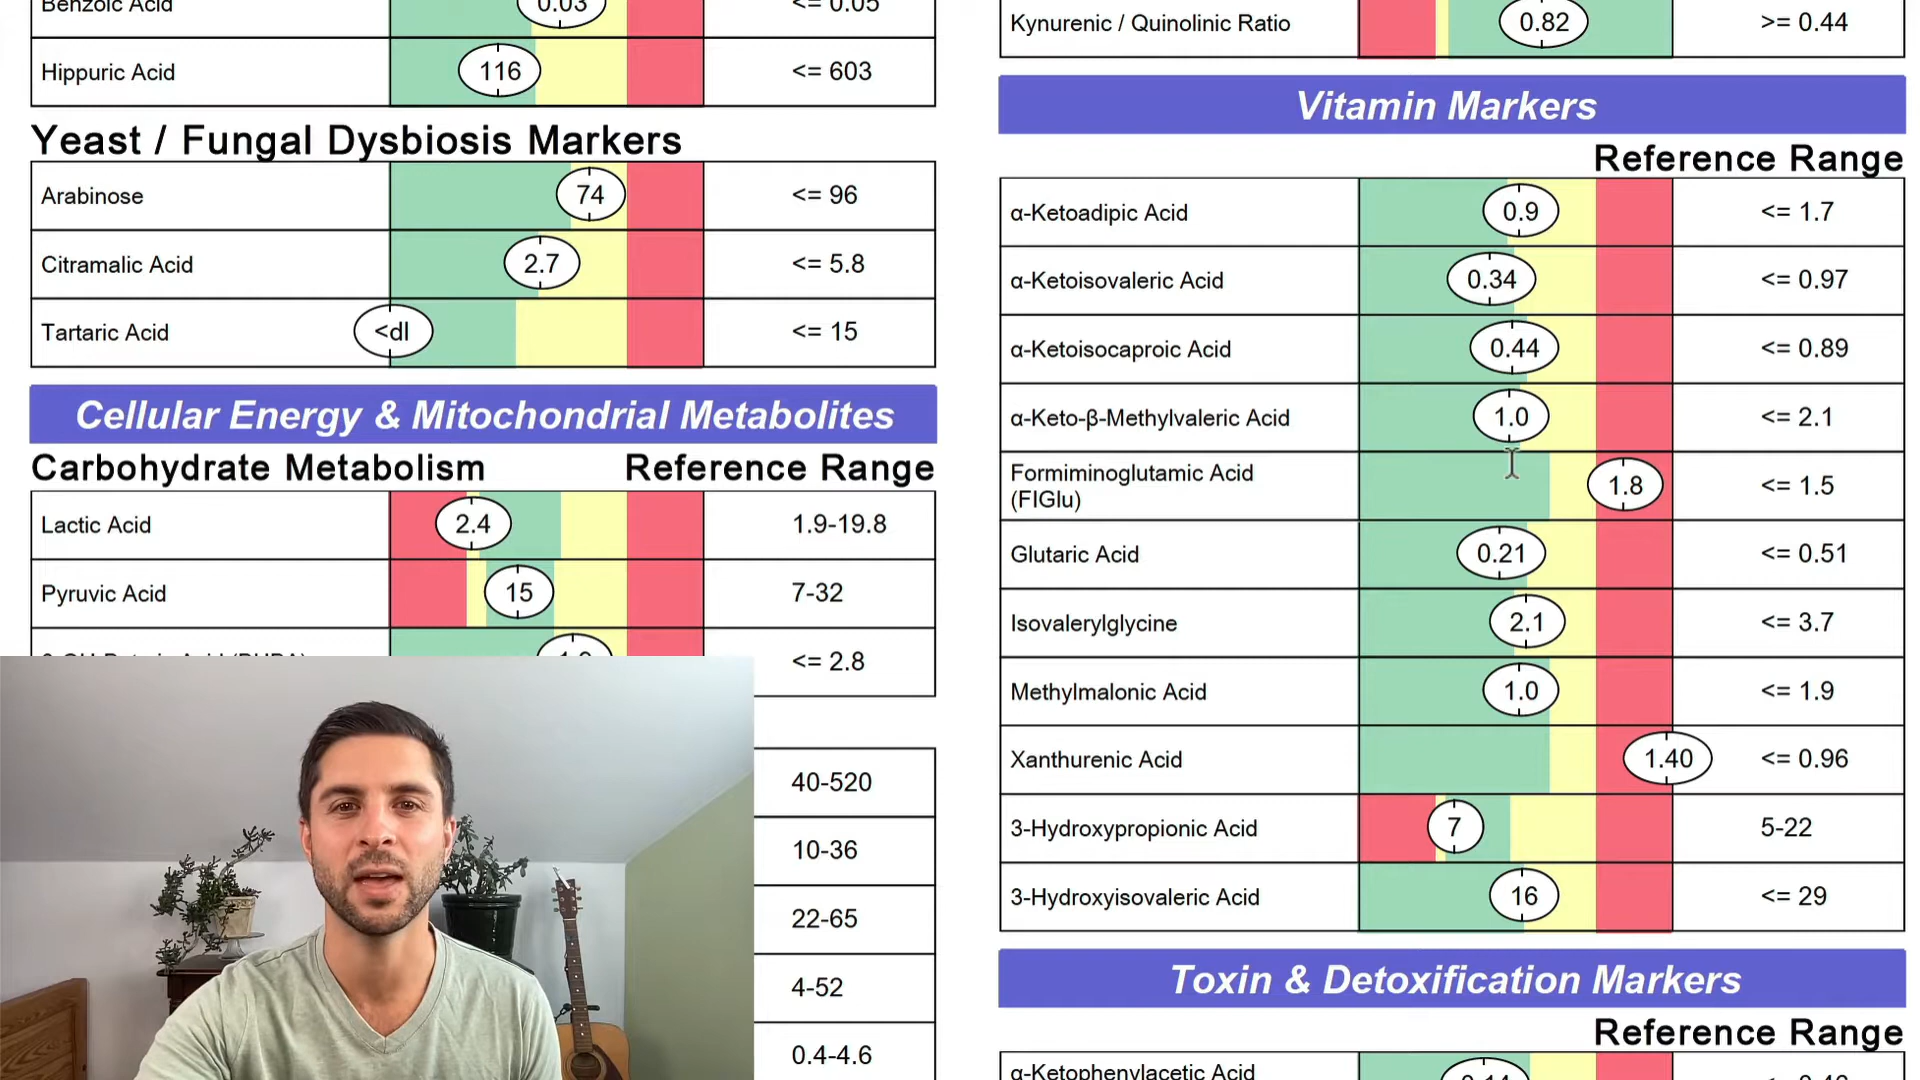 Benzoic Acid 0.03 <= 0.05
Hippuric Acid 116 <= 603
Yeast / Fungal Dysbiosis Markers
Arabinose 74 <= 96
Citramalic Acid 2.7 <= 5.8
Tartaric Acid <dl <= 15
Cellular Energy & Mitochondrial Metabolites
Carbohydrate Metabolism Reference Range
Lactic Acid 2.4 1.9-19.8
Pyruvic Acid 15 7-32
<= 2.8
40-520
10-36
22-65
4-52
0.4-4.6
Kynurenic / Quinolinic Ratio 0.82 >= 0.44
Vitamin Markers
Reference Range
α-Ketoadipic Acid 0.9 <= 1.7
α-Ketoisovaleric Acid 0.34 <= 0.97
α-Ketoisocaproic Acid 0.44 <= 0.89
α-Keto-β-Methylvaleric Acid 1.0 <= 2.1
Formiminoglutamic Acid
(FIGlu) 1.8 <= 1.5
Glutaric Acid 0.21 <= 0.51
Isovalerylglycine 2.1 <= 3.7
Methylmalonic Acid 1.0 <= 1.9
Xanthurenic Acid 1.40 <= 0.96
3-Hydroxypropionic Acid 7 5-22
3-Hydroxyisovaleric Acid 16 <= 29
Toxin & Detoxification Markers
Reference Range
α-Ketophenylacetic Acid